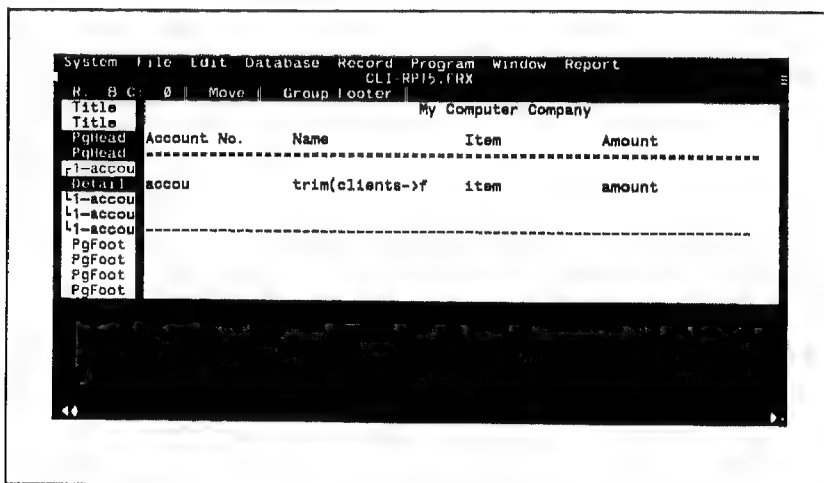 System File Edit Database Record Program Window Report
CLI-RPT5.FRX
R: 8 C: 0 Move Group Footer
Title My Computer Company
Title
PgHead Account No. Name Item Amount
PgHead ------------------------------------------------------------
┌1-accou
Detail accou trim(clients->f item amount
└1-accou
└1-accou
└1-accou ------------------------------------------------------------
PgFoot
PgFoot
PgFoot
PgFoot